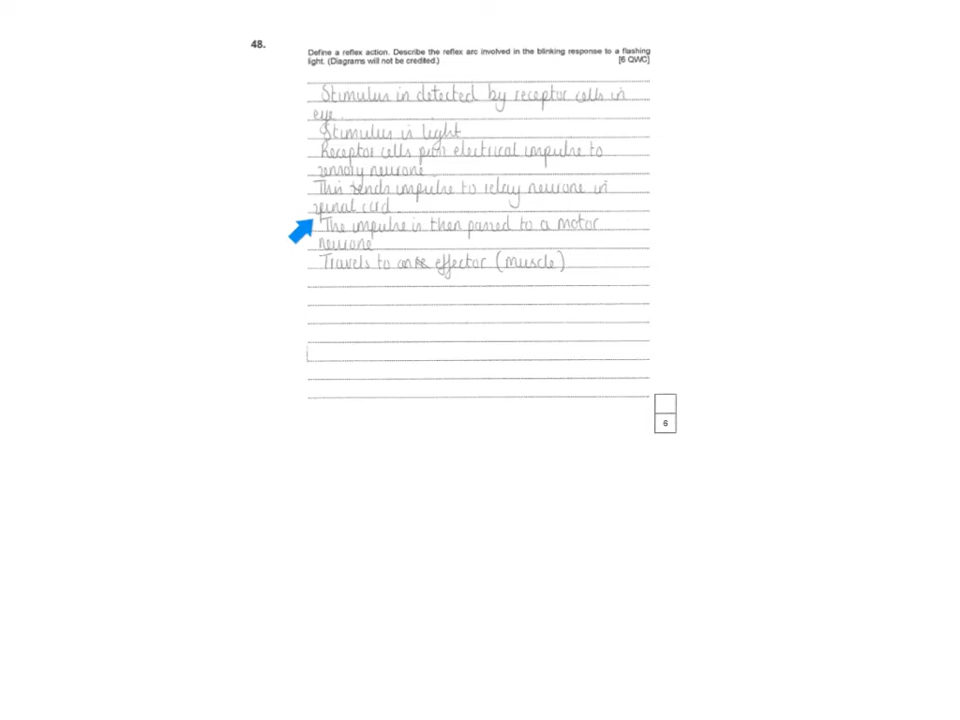 48.
Define a reflex action. Describe the reflex arc involved in the blinking response to a flashing
light. (Diagrams will not be credited.) [6 QWC]
Stimulus is detected by receptor cells in
eye.
Stimulus is light
Receptor cells pass electrical impulse to
sensory neurone.
This sends impulse to relay neurone in
spinal cord.
The impulse is then passed to a motor
neurone
Travels to effector (muscle)
6